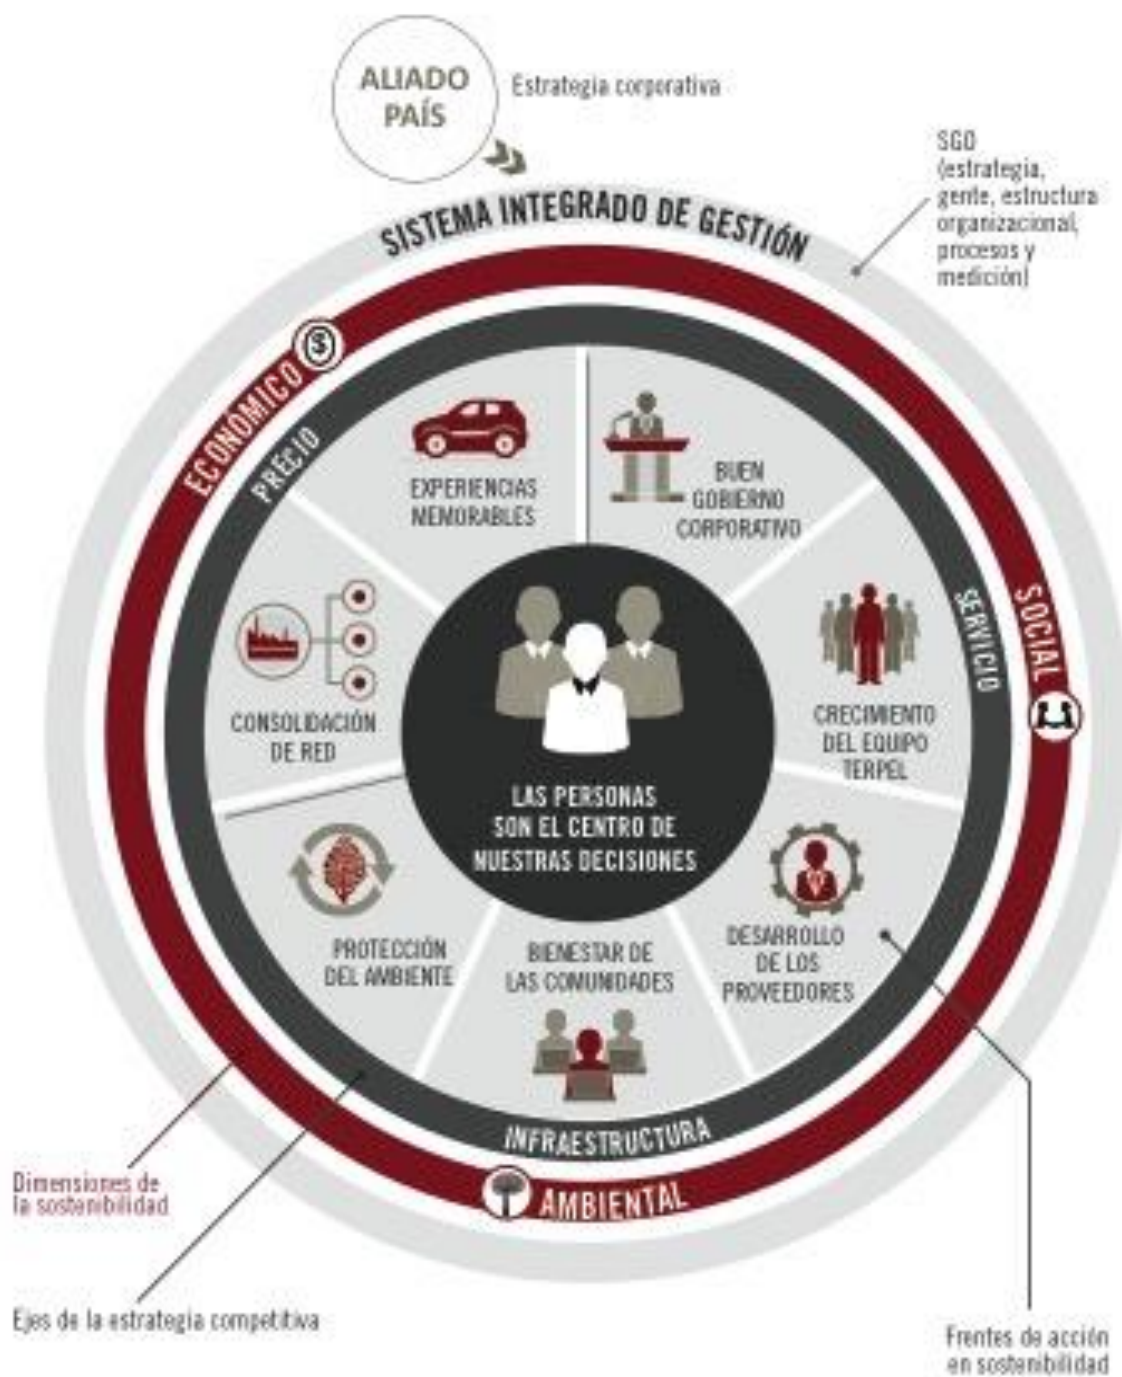 ALIADO
PAÍS
Estrategia corporativa
SGO
(estrategia,
gente, estructura
organizacional,
procesos y
medición)
SISTEMA INTEGRADO DE GESTIÓN
ECONÓMICO
PRECIO
EXPERIENCIAS
MEMORABLES
BUEN
GOBIERNO
CORPORATIVO
SOCIAL
SERVICIO
CONSOLIDACIÓN
DE RED
CRECIMIENTO
DEL EQUIPO
TERPEL
LAS PERSONAS
SON EL CENTRO DE
NUESTRAS DECISIONES
PROTECCIÓN
DEL AMBIENTE
BIENESTAR DE
LAS COMUNIDADES
DESARROLLO
DE LOS
PROVEEDORES
INFRAESTRUCTURA
AMBIENTAL
Dimensiones de
la sostenibilidad
Ejes de la estrategia competitiva
Frentes de acción
en sostenibilidad